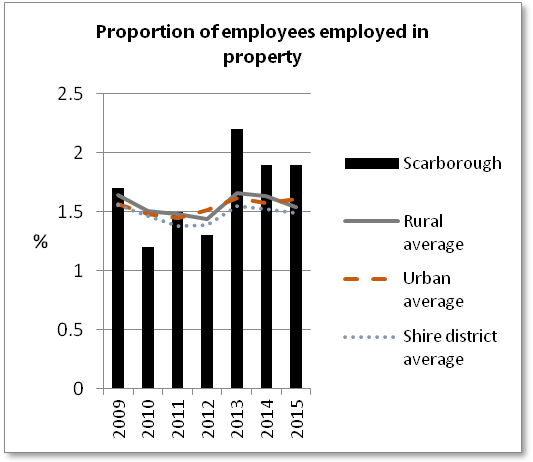 Proportion of employees employed in
property
2.5
2
1.5
1
0.5
0
%
2009
2010
2011
2012
2013
2014
2015
Scarborough
Rural
average
Urban
average
Shire district
average